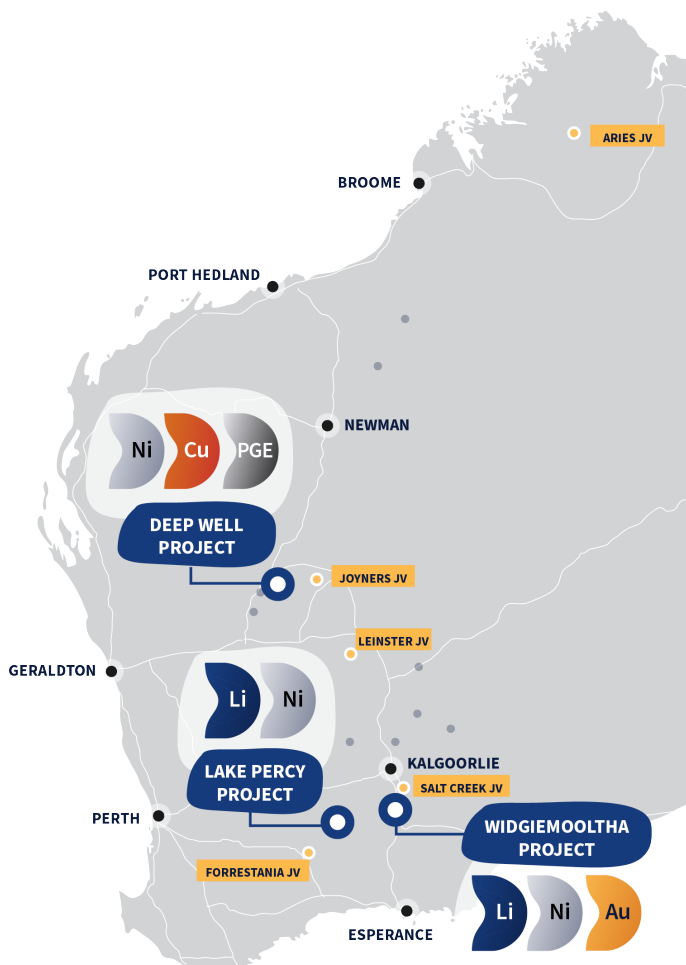 ARIES JV
BROOME
PORT HEDLAND
NEWMAN
Ni
Cu
PGE
DEEP WELL
PROJECT
JOYNERS JV
LEINSTER JV
GERALDTON
Li
Ni
KALGOORLIE
LAKE PERCY
PROJECT
SALT CREEK JV
PERTH
WIDGIEMOOLTHA
PROJECT
FORRESTANIA JV
Li
Ni
Au
ESPERANCE